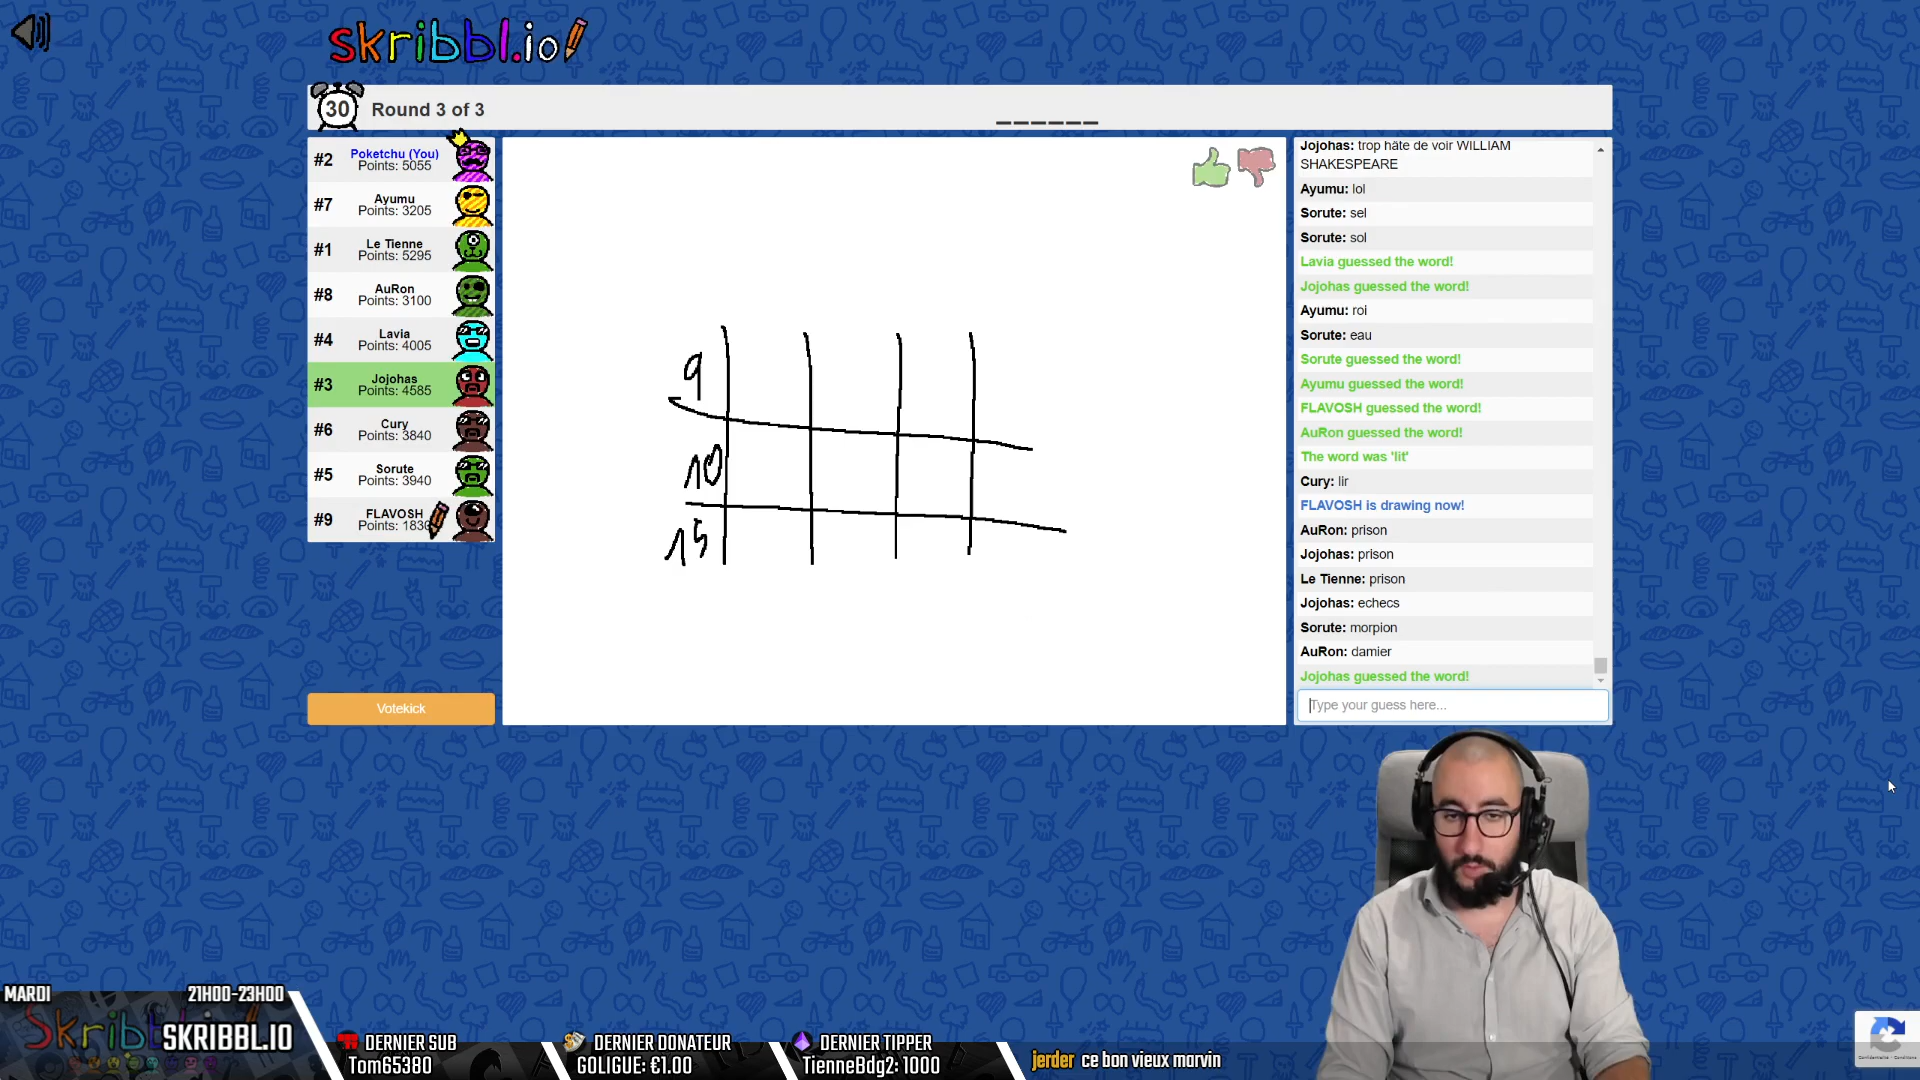 skribbl.io
30
Round 3 of 3
_ _ _ _ _ _
#2 Poketchu (You)
Points: 5055
#7 Ayumu
Points: 3205
#1 Le Tienne
Points: 5295
#8 AuRon
Points: 3100
#4 Lavia
Points: 4005
#3 Jojohas
Points: 4585
#6 Cury
Points: 3840
#5 Sorute
Points: 3940
#9 FLAVOSH
Points: 1830
Votekick
9
10
15
Jojohas: trop hâte de voir WILLIAM
SHAKESPEARE
Ayumu: lol
Sorute: sel
Sorute: sol
Lavia guessed the word!
Jojohas guessed the word!
Ayumu: roi
Sorute: eau
Sorute guessed the word!
Ayumu guessed the word!
FLAVOSH guessed the word!
AuRon guessed the word!
The word was 'lit'
Cury: lir
FLAVOSH is drawing now!
AuRon: prison
Jojohas: prison
Le Tienne: prison
Jojohas: echecs
Sorute: morpion
AuRon: damier
Jojohas guessed the word!
Type your guess here...
MARDI 21H00-23H00
SKRIBBL.IO
DERNIER SUB
Tom65380
DERNIER DONATEUR
GOLIGUE: €1.00
DERNIER TIPPER
TienneBdg2: 1000
jerder ce bon vieux marvin